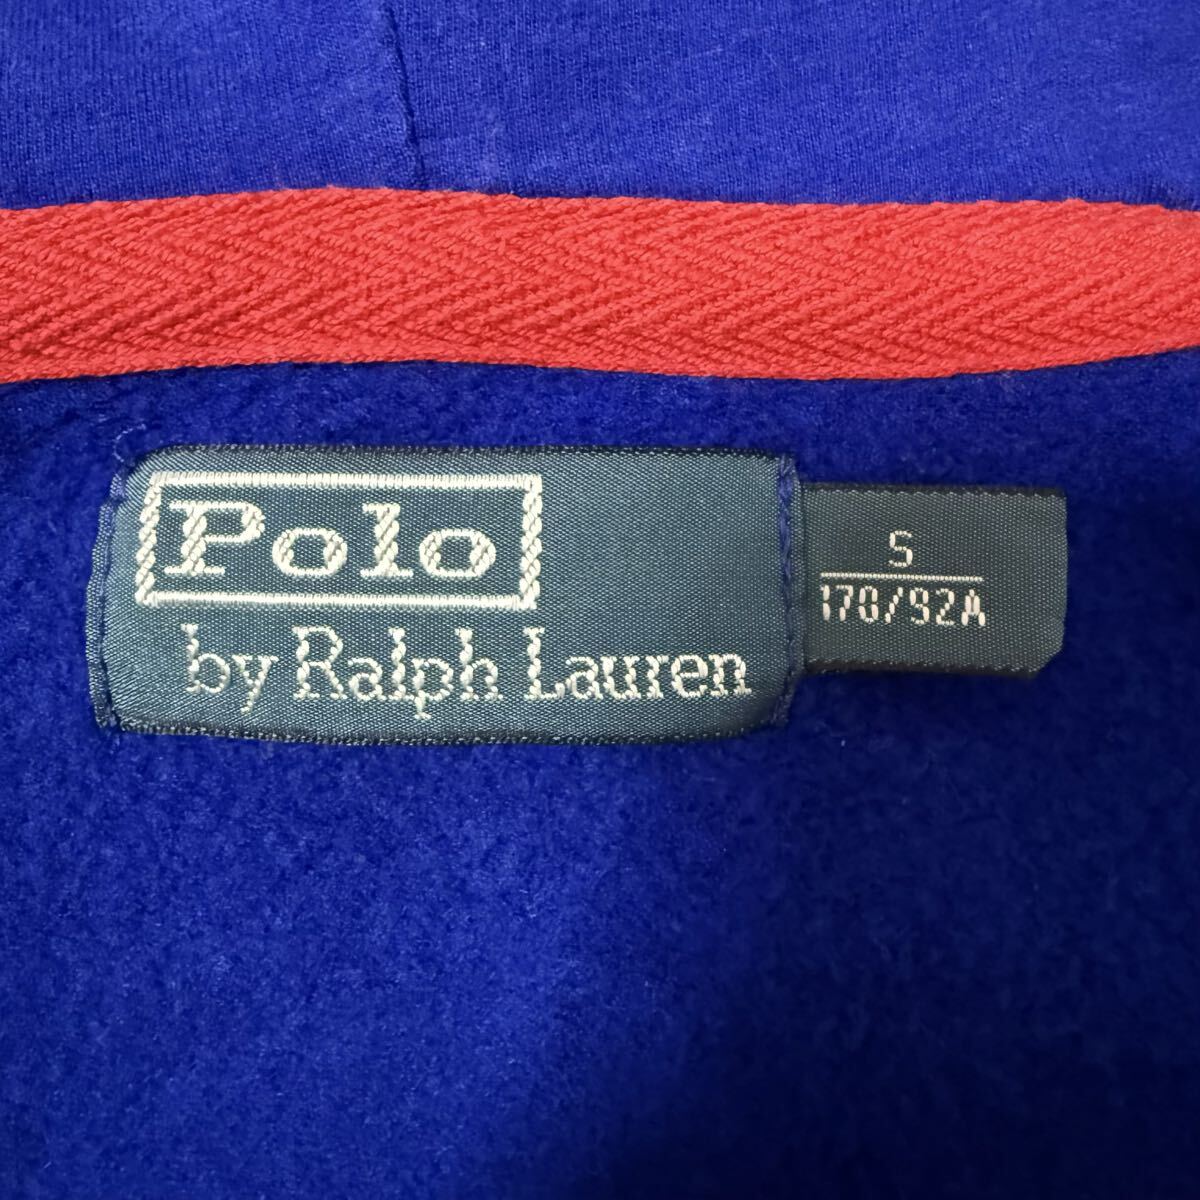 Polo
by Ralph Lauren
S
170/92A